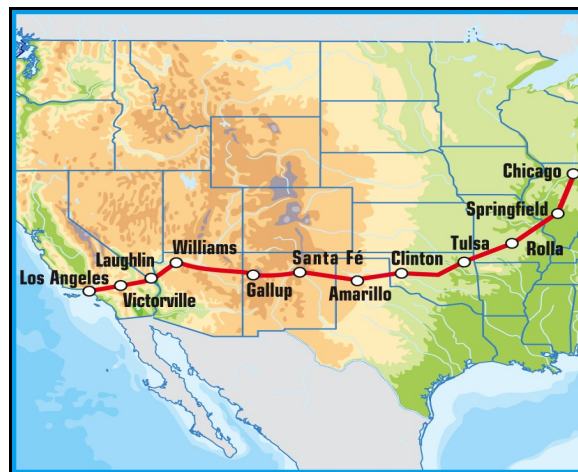 Chicago
Springfield
Rolla
Tulsa
Clinton
Santa Fé
Amarillo
Gallup
Williams
Laughlin
Los Angeles
Victorville